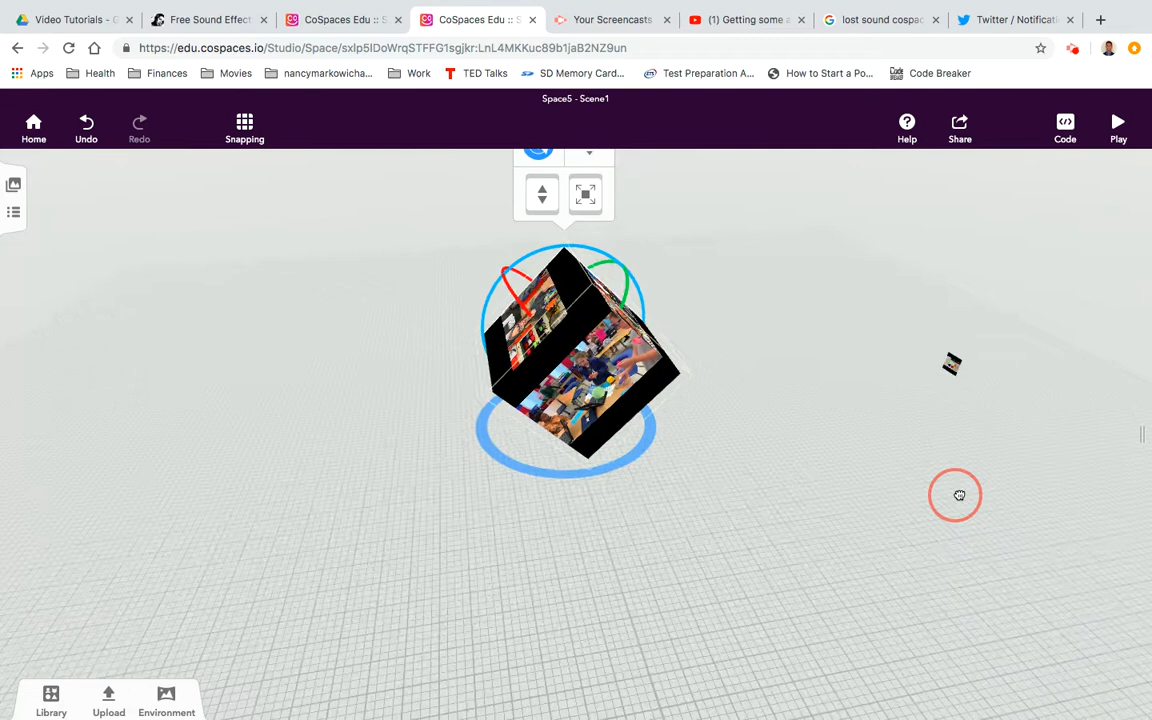 Video Tutorials - G
Free Sound Effect
CoSpaces Edu :: S
CoSpaces Edu :: S
Your Screencasts
(1) Getting some a
lost sound cospac
Twitter / Notificati
https://edu.cospaces.io/Studio/Space/sxlp5IDoWrqSTFFG1sgjkr:LnL4MKKuc89b1jaB2NZ9un
Apps
Health
Finances
Movies
nancymarkowicha...
Work
TED Talks
SD Memory Card...
Test Preparation A...
How to Start a Po...
Code Breaker
Space5 - Scene1
Home
Undo
Redo
Snapping
Help
Share
Code
Play
Library
Upload
Environment